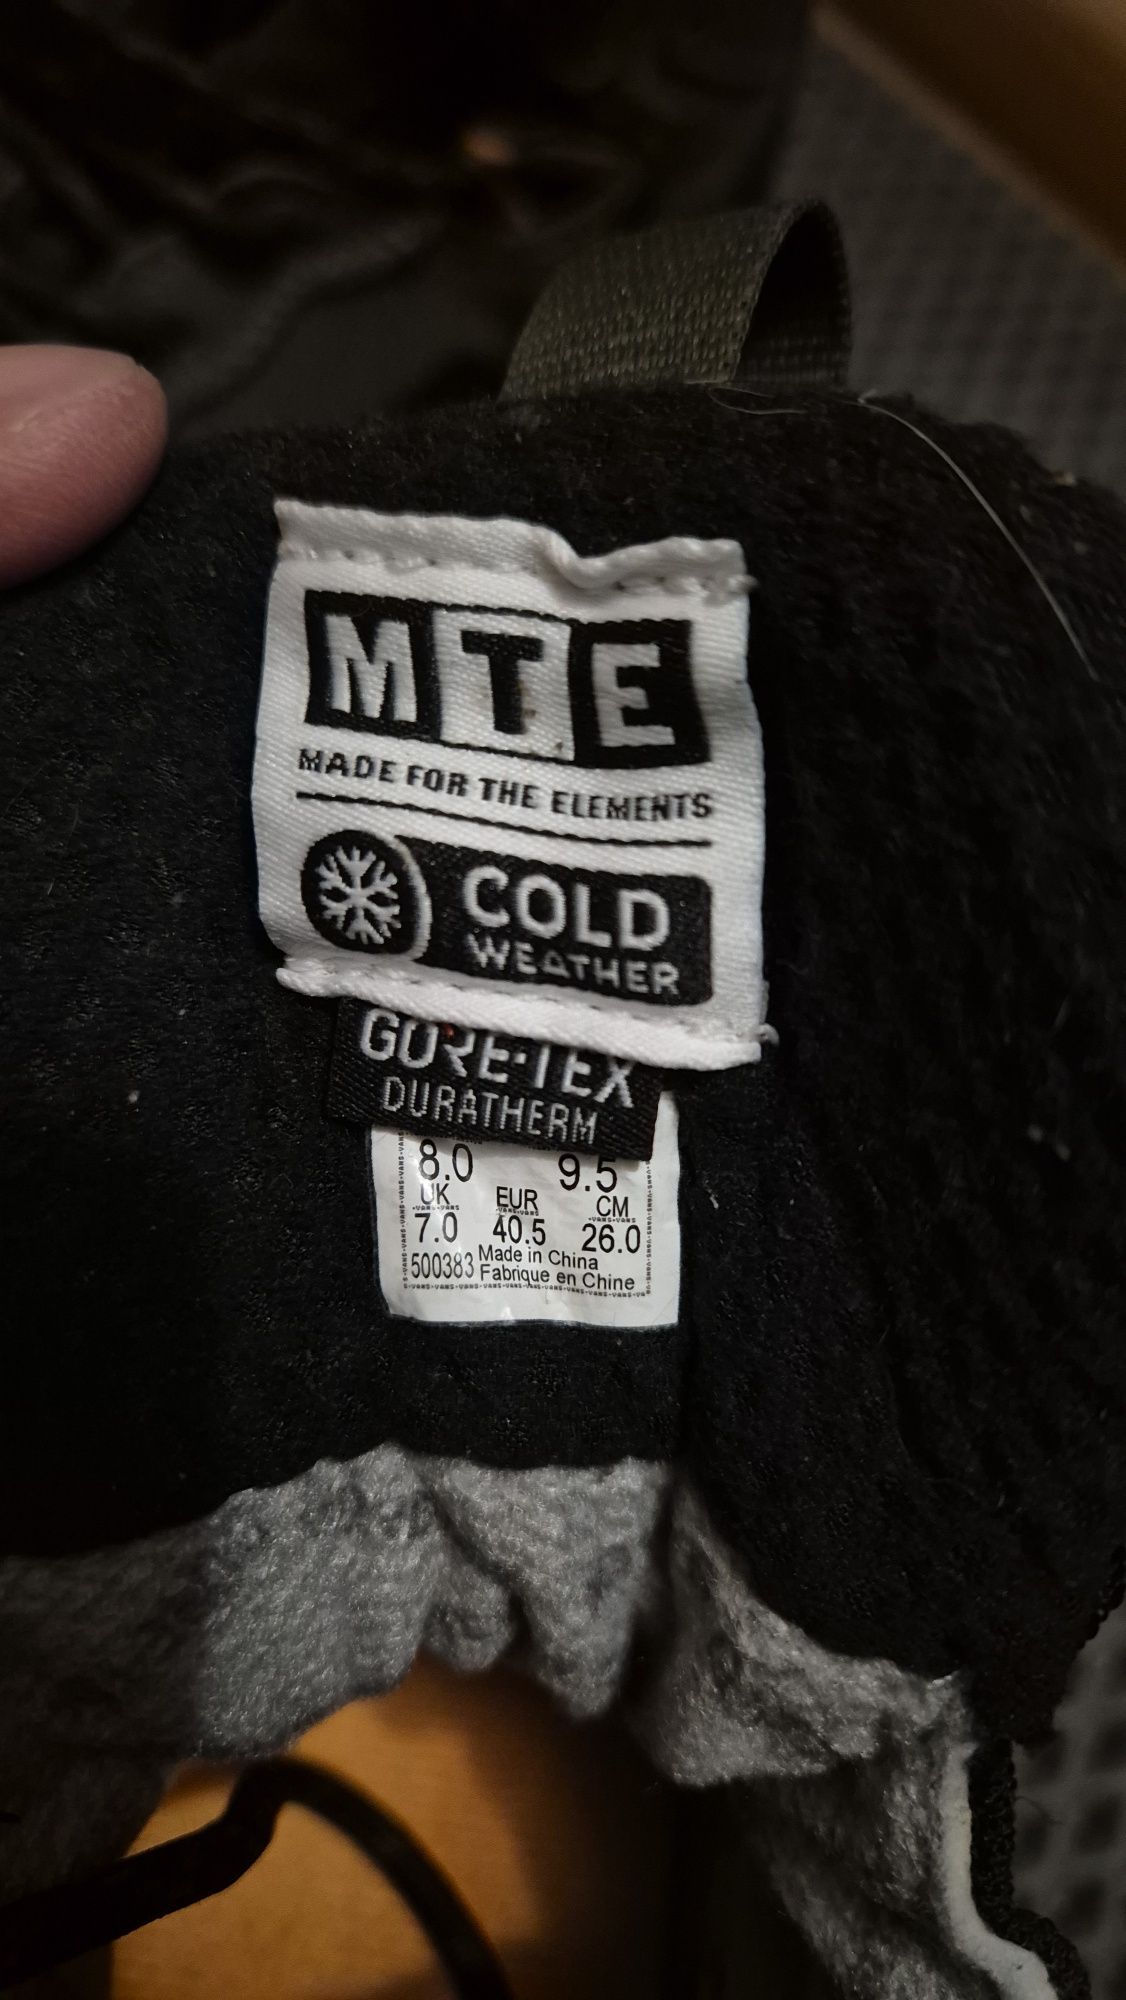 MTE
MADE FOR THE ELEMENTS
COLD
WEATHER
GORE-TEX
DURATHERM
8.0 9.5
UK EUR CM
7.0 40.5 26.0
500383 Made in China
Fabrique en Chine